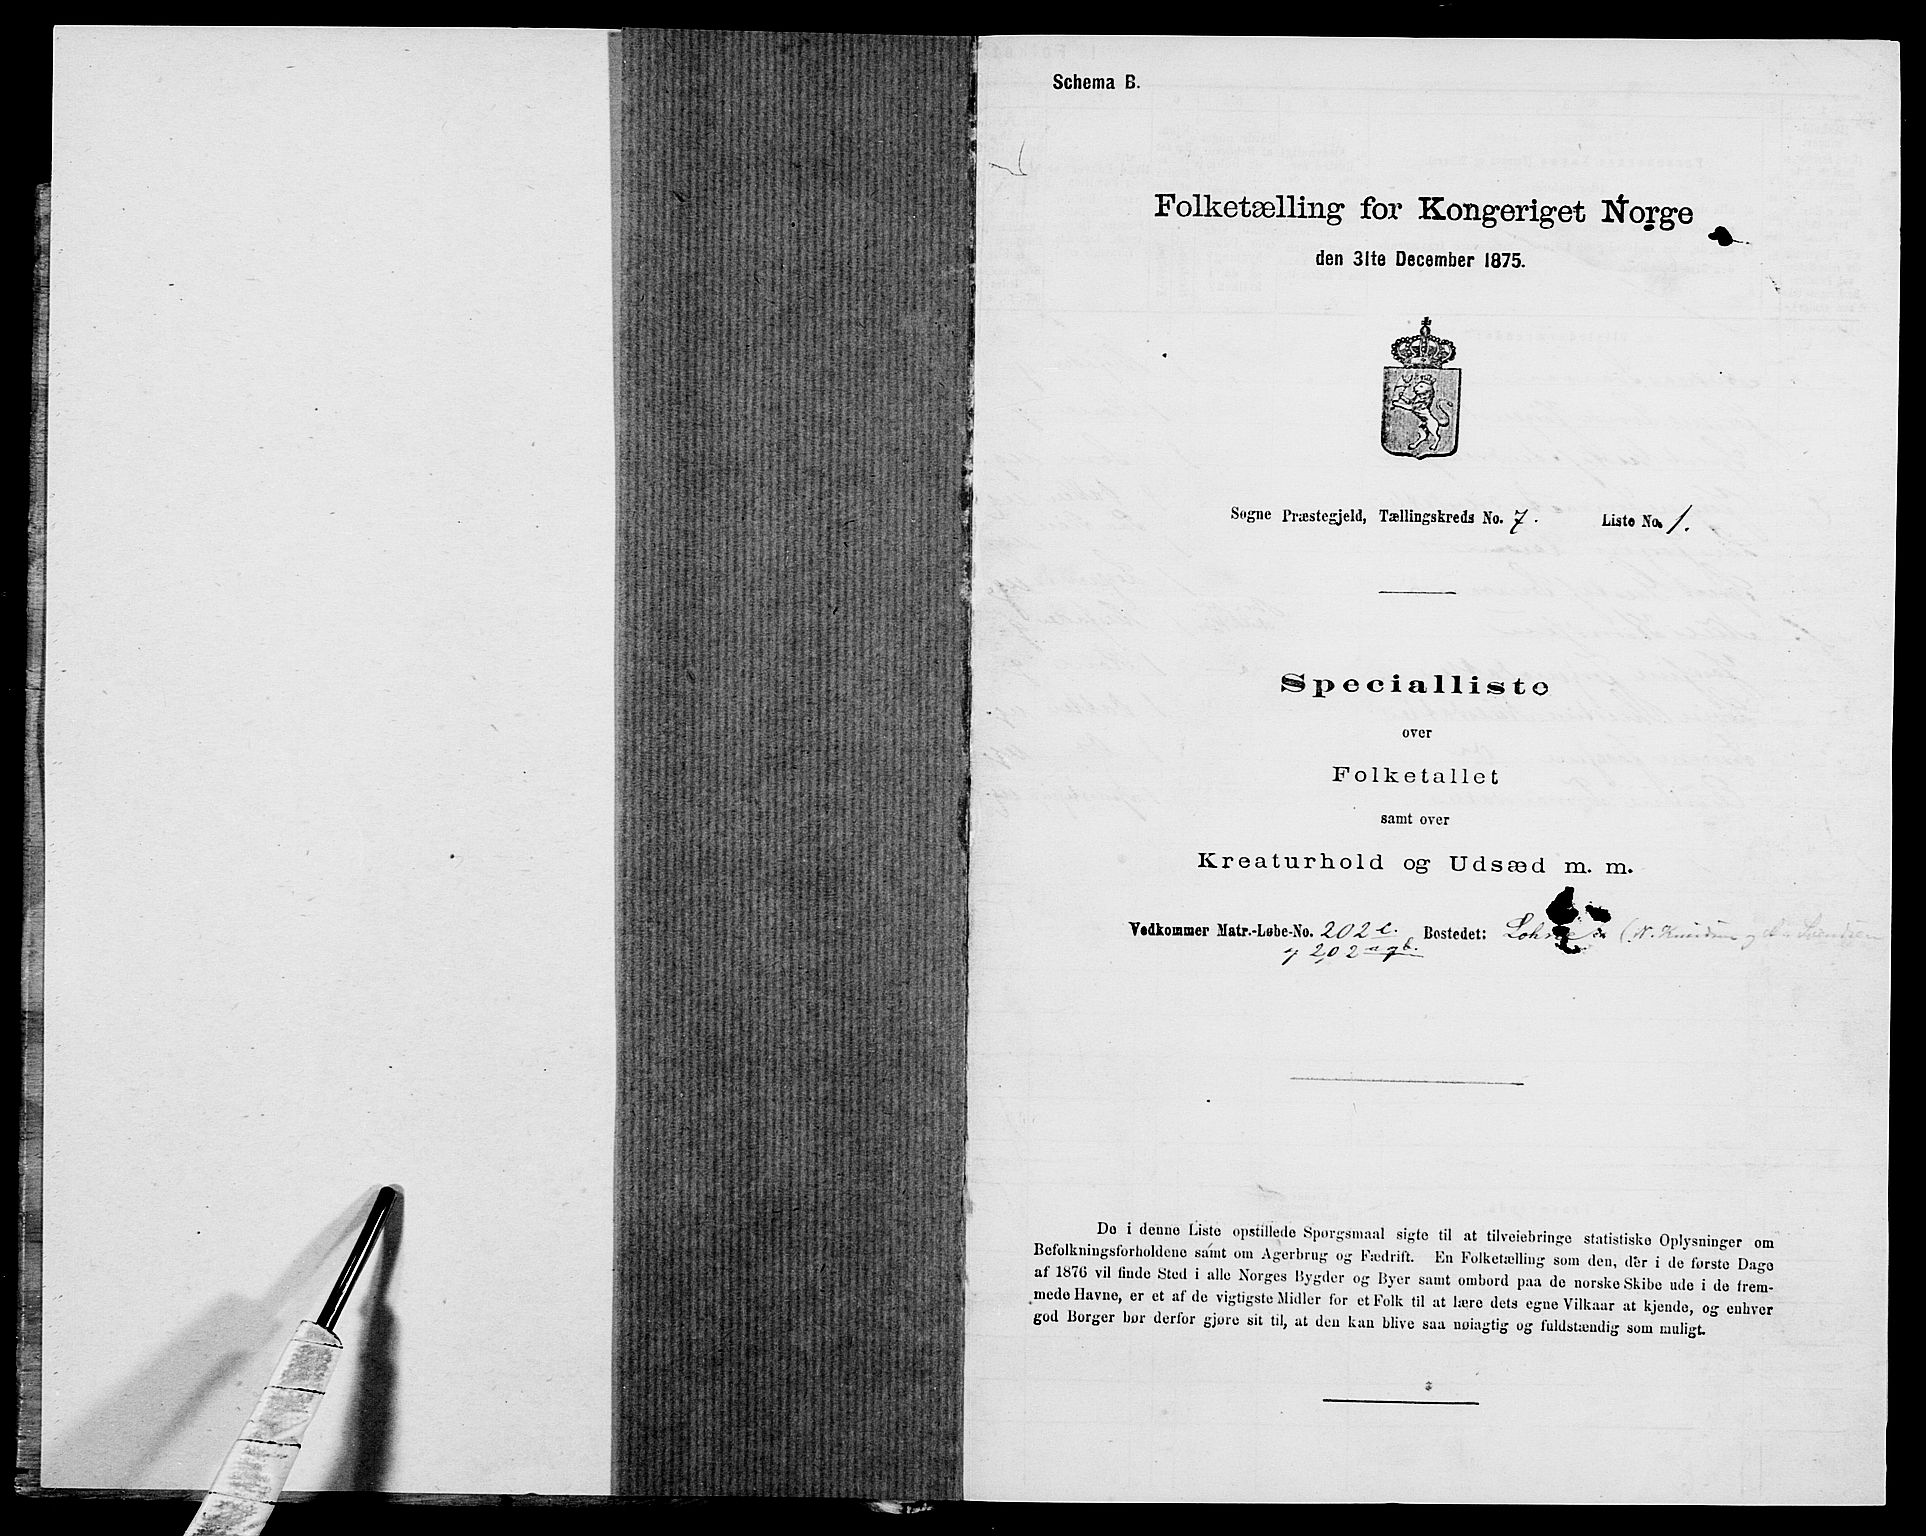 Schema B.
Folketælling for Kongeriget Norge
den 31te December 1875.
Sogne Præstegjeld, Tællingskreds No. 7. Liste No. 1.
Specialliste
over
Folketallet
samt over
Kreaturhold og Udsæd m. m.
Vedkommer Matr.-Løbe-No. 202 c. Bostedet: (N. Knudsen
202
De i denne Liste opstillede Spørgsmaal sigte til at tilveiebringe statistiske Oplysninger om
Befolkningsforholdene samt om Agerbrug og Fædrift. En Folketælling som den, der i de første Dage
af 1876 vil finde Sted i alle Norges Bygder og Byer samt ombord paa de norske Skibe ude i de frem-
mede Havne, er et af de vigtigste Midler for et Folk til at lære dets egne Vilkaar at kjende, og enhver
god Borger bør derfor gjøre sit til, at den kan blive saa nøiagtig og fuldstændig som muligt.